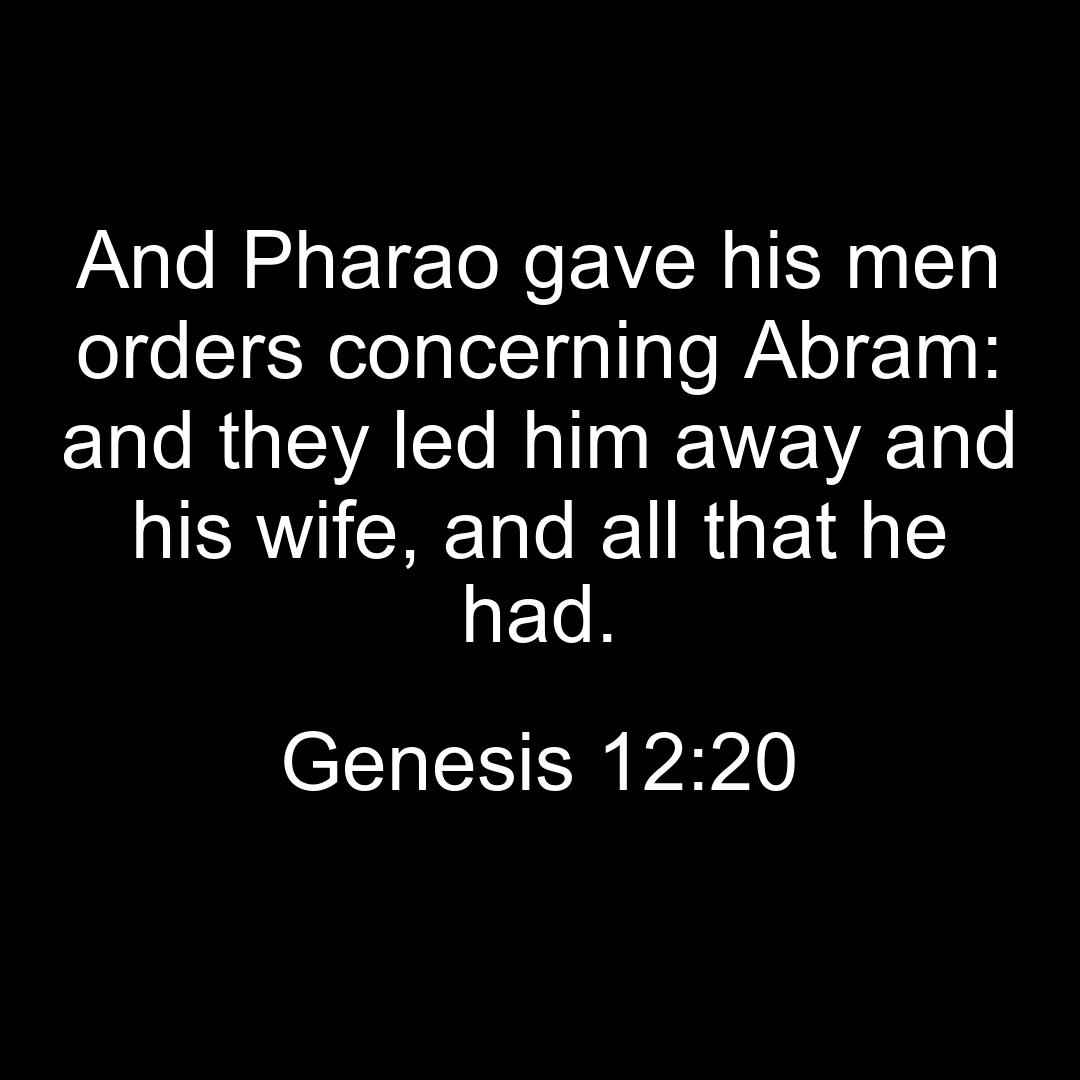 And Pharao gave his men
orders concerning Abram:
and they led him away and
his wife, and all that he
had.
Genesis 12:20